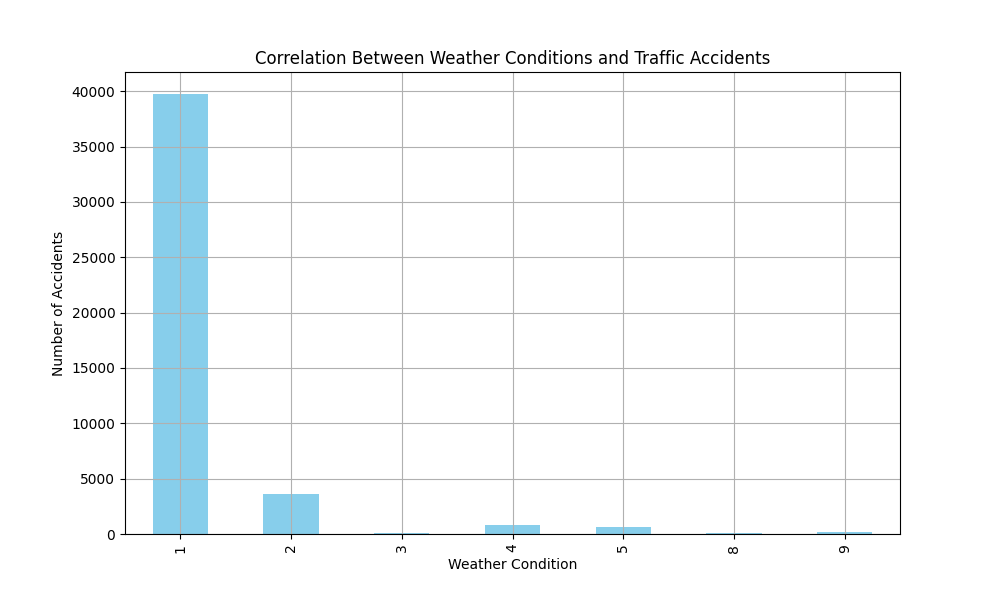 Correlation Between Weather Conditions and Traffic Accidents
40000
35000
30000
25000
20000
15000
10000
5000
0
Number of Accidents
1 2 3 4 5 8 9
Weather Condition